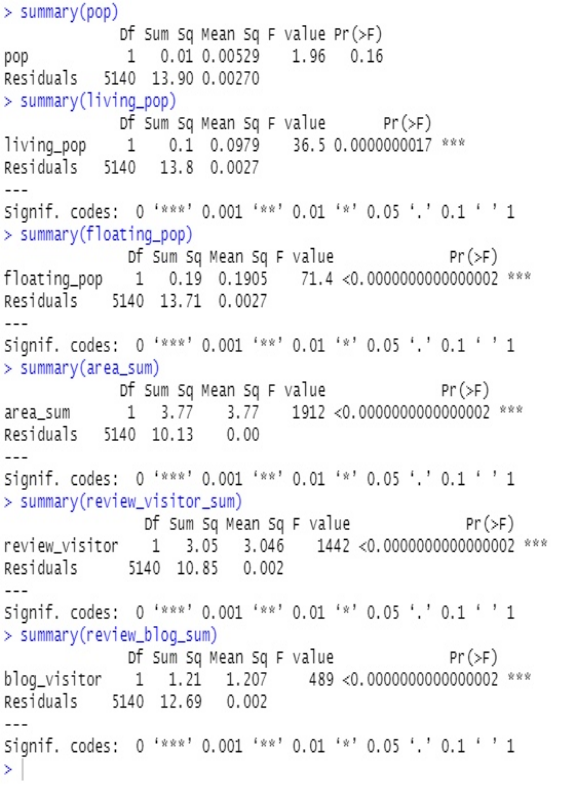 > summary(pop)
Df Sum Sq Mean Sq F value Pr(>F)
pop 1 0.01 0.00529 1.96 0.16
Residuals 5140 13.90 0.00270
> summary(living_pop)
Df Sum Sq Mean Sq F value Pr(>F)
living_pop 1 0.1 0.0979 36.5 0.0000000017 ***
Residuals 5140 13.8 0.0027
---
Signif. codes: 0 ‘***’ 0.001 ‘**’ 0.01 ‘*’ 0.05 ‘.’ 0.1 ‘ ’ 1
> summary(floating_pop)
Df Sum Sq Mean Sq F value Pr(>F)
floating_pop 1 0.19 0.1905 71.4 <0.0000000000000002 ***
Residuals 5140 13.71 0.0027
---
Signif. codes: 0 ‘***’ 0.001 ‘**’ 0.01 ‘*’ 0.05 ‘.’ 0.1 ‘ ’ 1
> summary(area_sum)
Df Sum Sq Mean Sq F value Pr(>F)
area_sum 1 3.77 3.77 1912 <0.0000000000000002 ***
Residuals 5140 10.13 0.00
---
Signif. codes: 0 ‘***’ 0.001 ‘**’ 0.01 ‘*’ 0.05 ‘.’ 0.1 ‘ ’ 1
> summary(review_visitor_sum)
Df Sum Sq Mean Sq F value Pr(>F)
review_visitor 1 3.05 3.046 1442 <0.0000000000000002 ***
Residuals 5140 10.85 0.002
---
Signif. codes: 0 ‘***’ 0.001 ‘**’ 0.01 ‘*’ 0.05 ‘.’ 0.1 ‘ ’ 1
> summary(review_blog_sum)
Df Sum Sq Mean Sq F value Pr(>F)
blog_visitor 1 1.21 1.207 489 <0.0000000000000002 ***
Residuals 5140 12.69 0.002
---
Signif. codes: 0 ‘***’ 0.001 ‘**’ 0.01 ‘*’ 0.05 ‘.’ 0.1 ‘ ’ 1
>